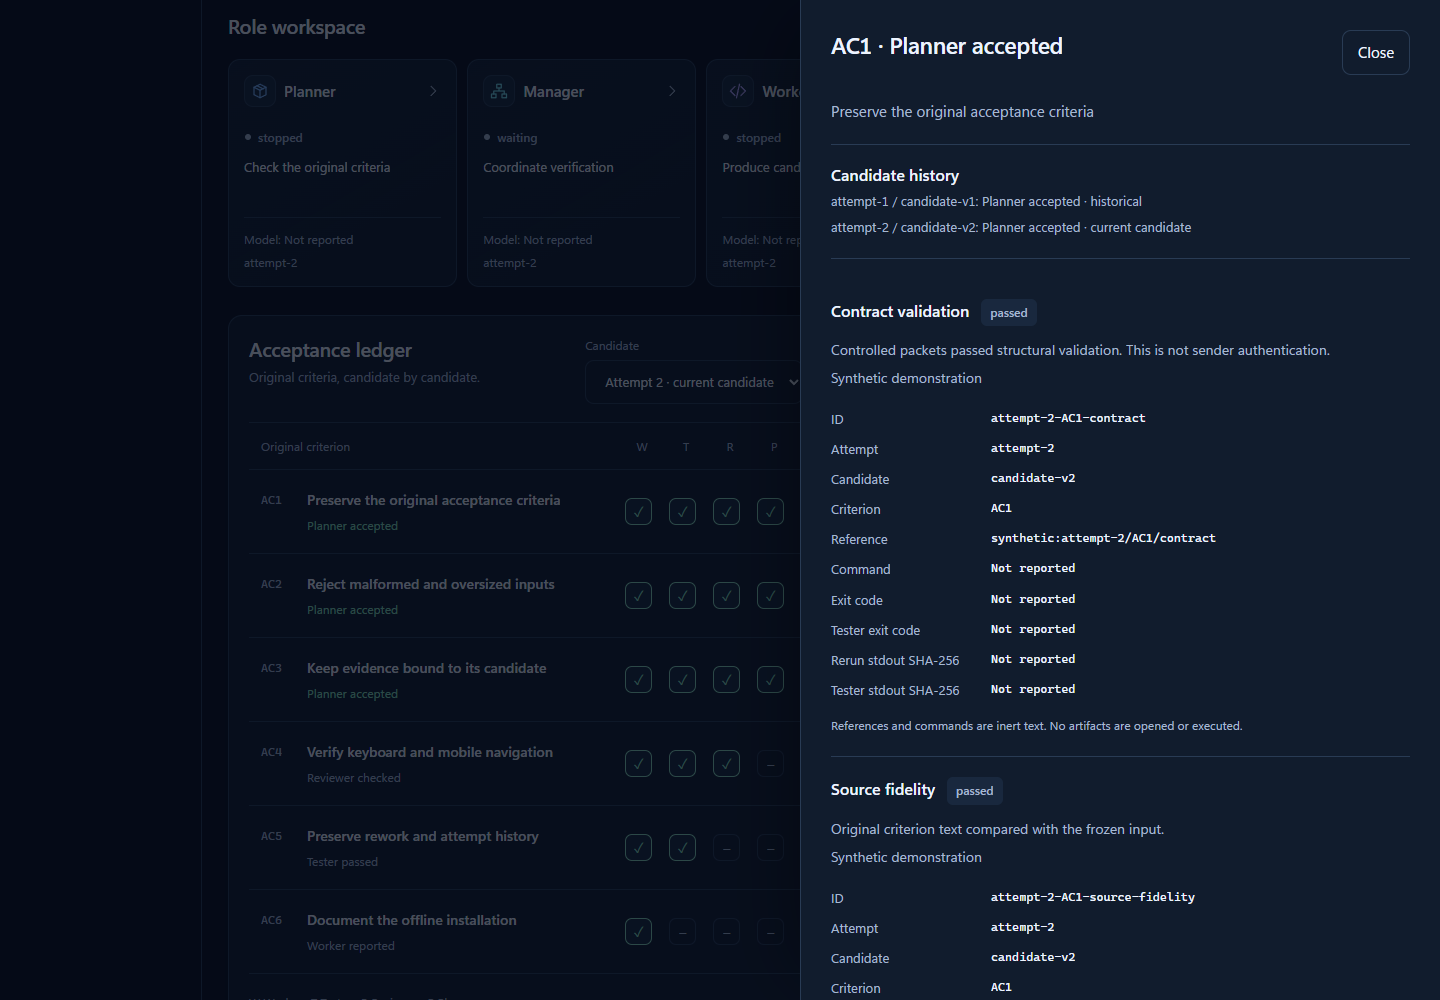 Role workspace
Planner
stopped
Check the original criteria
Model: Not reported
attempt-2
Manager
waiting
Coordinate verification
Model: Not reported
attempt-2
Work
stopped
Produce cand
Model: Not rep
attempt-2
Acceptance ledger
Original criteria, candidate by candidate.
Candidate
Attempt 2 · current candidate
Original criterion W T R P
AC1 Preserve the original acceptance criteria
Planner accepted
AC2 Reject malformed and oversized inputs
Planner accepted
AC3 Keep evidence bound to its candidate
Planner accepted
AC4 Verify keyboard and mobile navigation
Reviewer checked
AC5 Preserve rework and attempt history
Tester passed
AC6 Document the offline installation
Worker reported
AC1 · Planner accepted
Close
Preserve the original acceptance criteria
Candidate history
attempt-1 / candidate-v1: Planner accepted · historical
attempt-2 / candidate-v2: Planner accepted · current candidate
Contract validation passed
Controlled packets passed structural validation. This is not sender authentication.
Synthetic demonstration
ID attempt-2-AC1-contract
Attempt attempt-2
Candidate candidate-v2
Criterion AC1
Reference synthetic:attempt-2/AC1/contract
Command Not reported
Exit code Not reported
Tester exit code Not reported
Rerun stdout SHA-256 Not reported
Tester stdout SHA-256 Not reported
References and commands are inert text. No artifacts are opened or executed.
Source fidelity passed
Original criterion text compared with the frozen input.
Synthetic demonstration
ID attempt-2-AC1-source-fidelity
Attempt attempt-2
Candidate candidate-v2
Criterion AC1